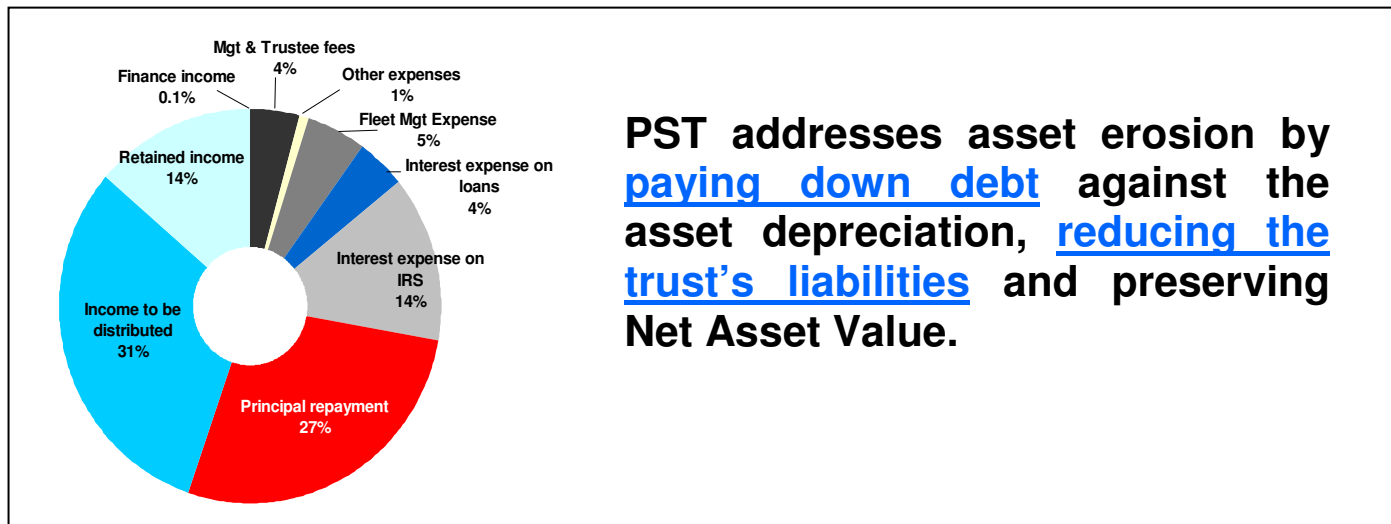 Mgt & Trustee fees
4%
Finance income
0.1%
Other expenses
1%
Fleet Mgt Expense
5%
Interest expense on
loans
4%
Retained income
14%
Interest expense on
IRS
14%
Income to be
distributed
31%
Principal repayment
27%
PST addresses asset erosion by
paying down debt against the
asset depreciation, reducing the
trust's liabilities and preserving
Net Asset Value.